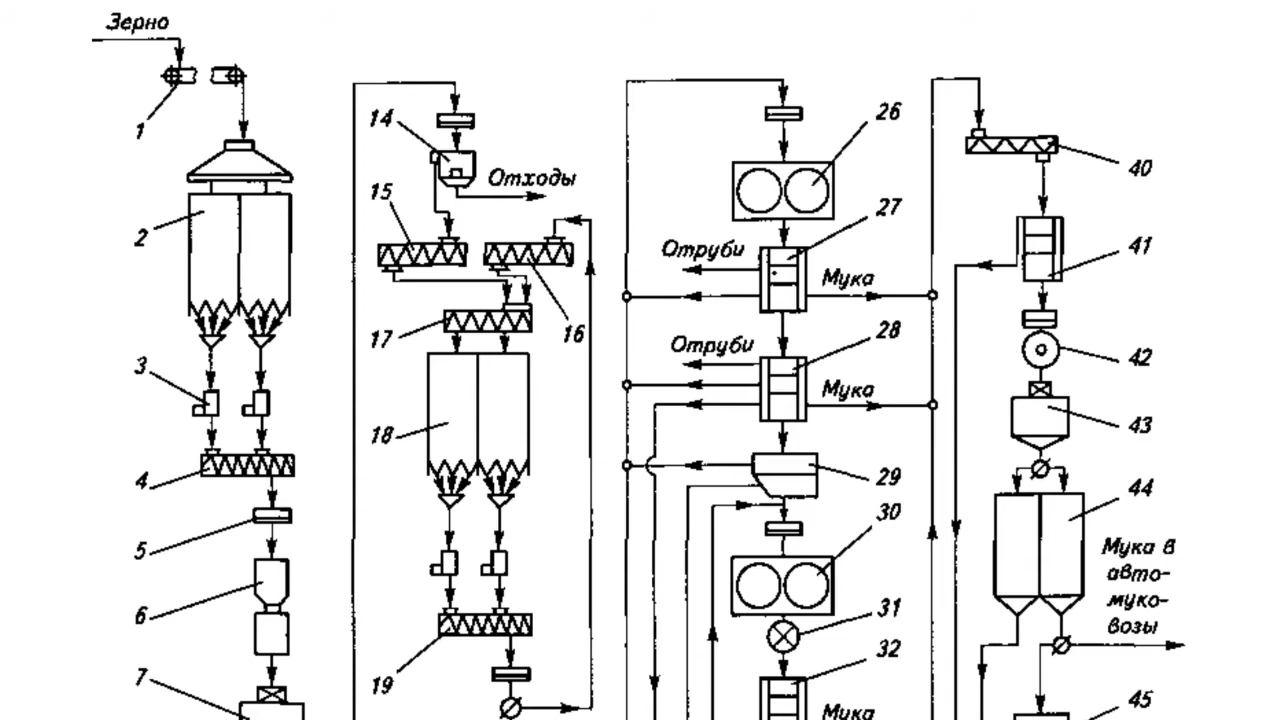 Зерно
1
2
3
4
5
6
7
14
Отходы
15
16
17
18
19
26
27
Отруби
Мука
28
Отруби
Мука
29
30
31
32
Мука
40
41
42
43
44
Мука в
авто-
муко-
возы
45